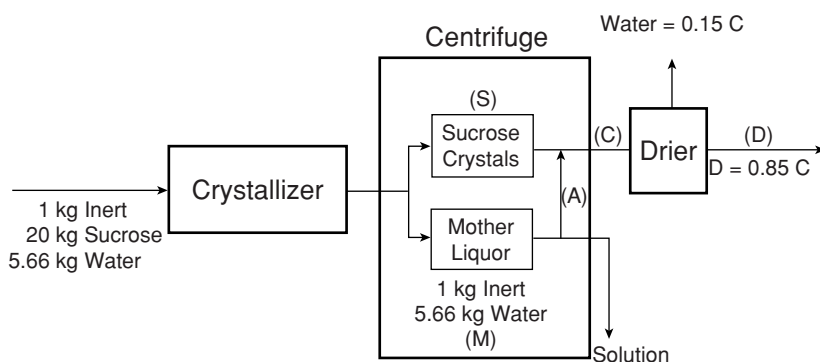 Water = 0.15 C
Centrifuge
(S)
Sucrose
Crystals
(C)
Drier
(D)
D = 0.85 C
Crystallizer
(A)
1 kg Inert
20 kg Sucrose
5.66 kg Water
Mother
Liquor
1 kg Inert
5.66 kg Water
(M)
Solution